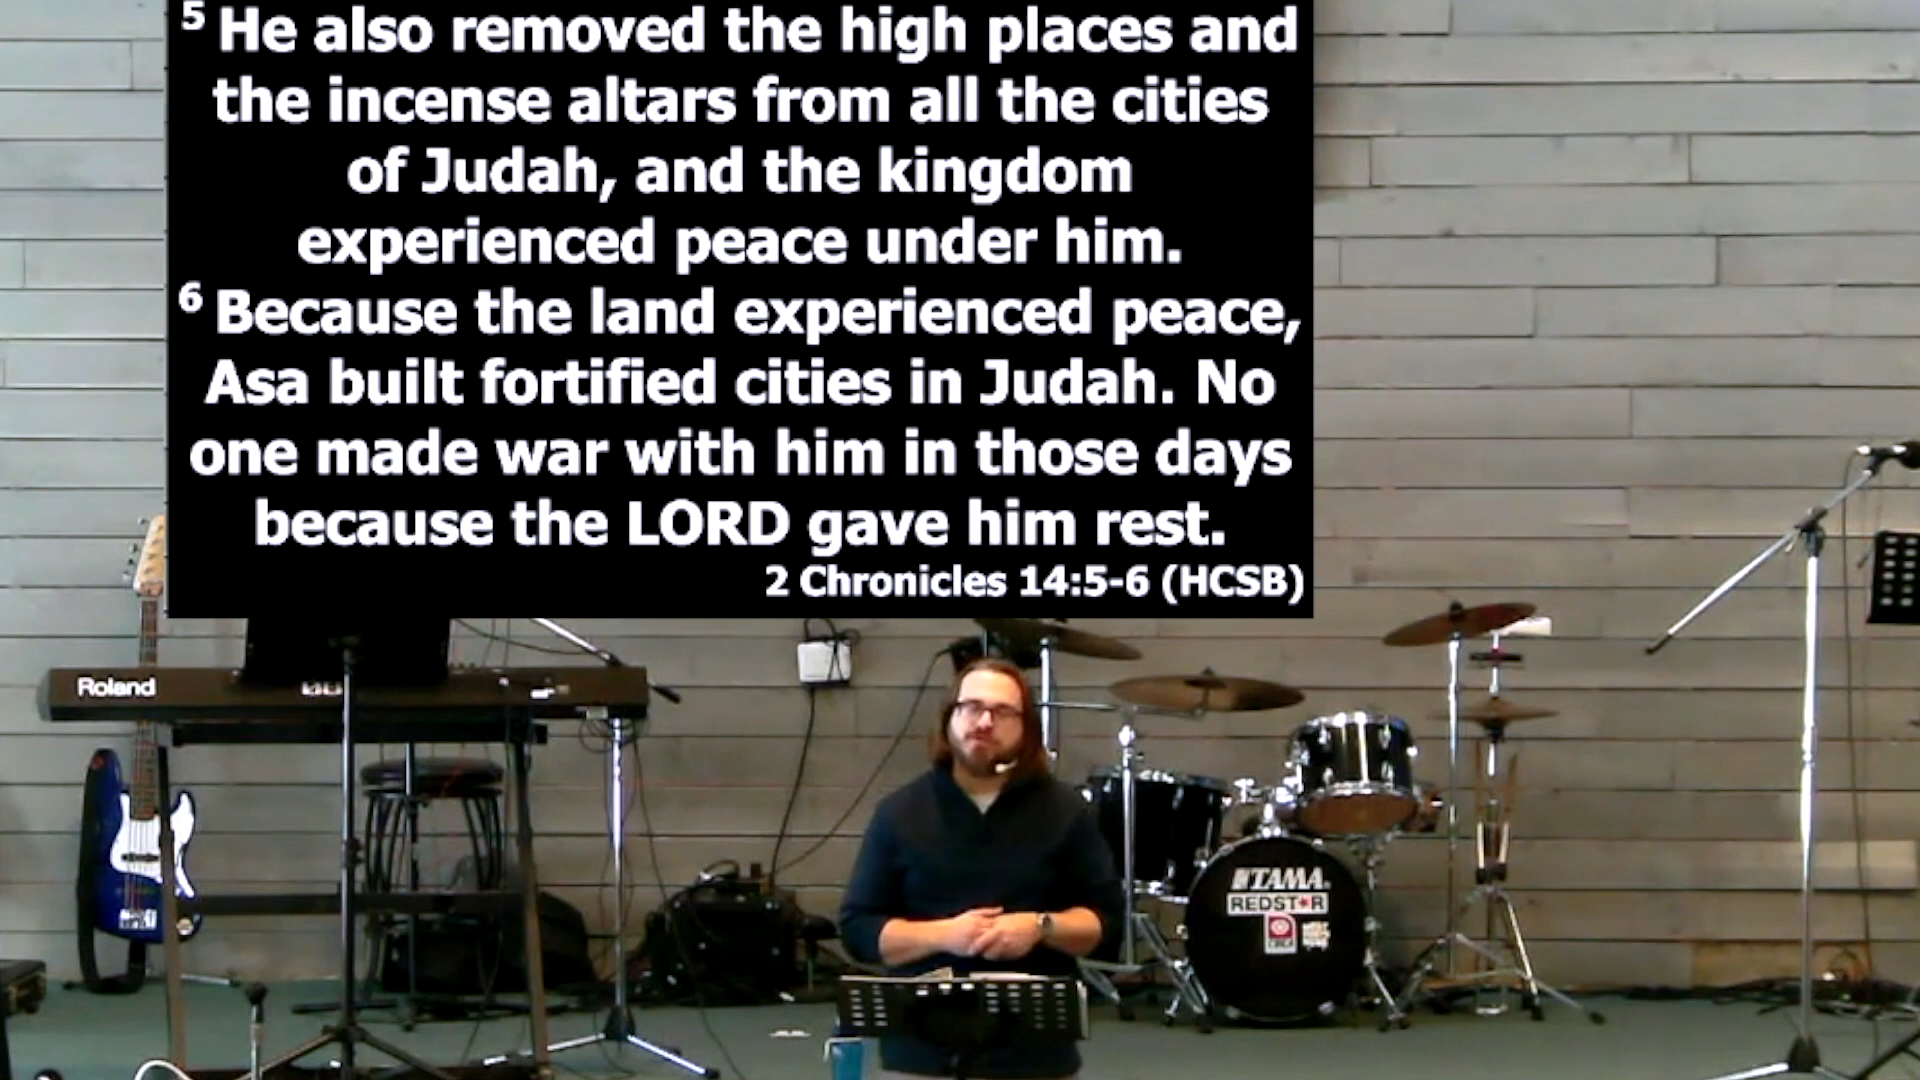 5 He also removed the high places and
the incense altars from all the cities
of Judah, and the kingdom
experienced peace under him.
6 Because the land experienced peace,
Asa built fortified cities in Judah. No
one made war with him in those days
because the LORD gave him rest.
2 Chronicles 14:5-6 (HCSB)
Roland
TAMA
REDSTAR